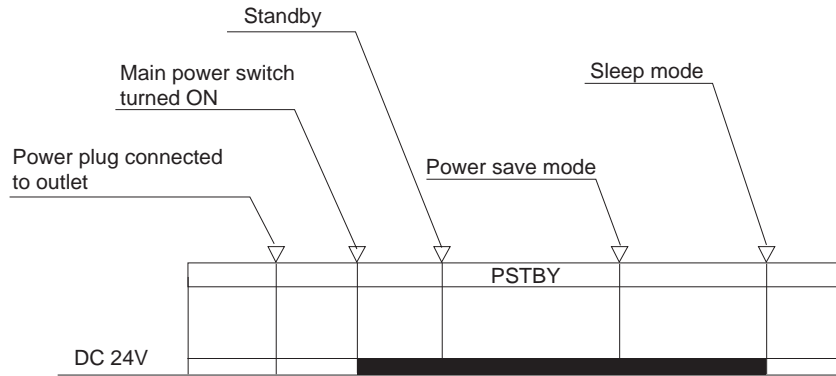 Standby
Main power switch
turned ON
Sleep mode
Power plug connected
to outlet
Power save mode
PSTBY
DC 24V